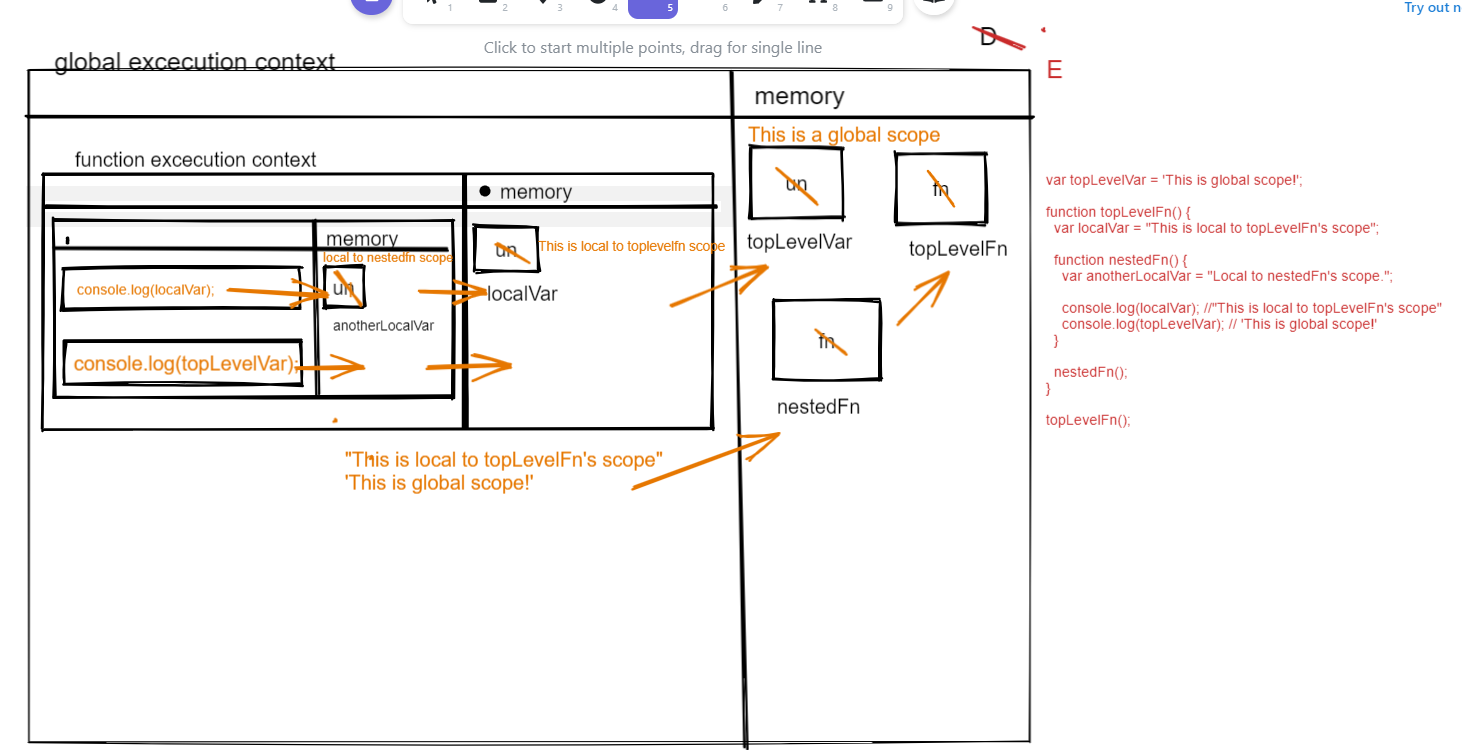 1 2 3 4 5 6 7 8 9
Try out n
Click to start multiple points, drag for single line
D
E
global excecution context
memory
This is a global scope
function excecution context
un
fn
memory
topLevelVar
topLevelFn
memory
local to nestedfn scope
un
This is local to toplevelfn scope
console.log(localVar);
un
localVar
anotherLocalVar
console.log(topLevelVar);
fn
nestedFn
"This is local to topLevelFn's scope"
'This is global scope!'
var topLevelVar = 'This is global scope!';
function topLevelFn() {
var localVar = "This is local to topLevelFn's scope";
function nestedFn() {
var anotherLocalVar = "Local to nestedFn's scope.";
console.log(localVar); //"This is local to topLevelFn's scope"
console.log(topLevelVar); // 'This is global scope!'
}
nestedFn();
}
topLevelFn();